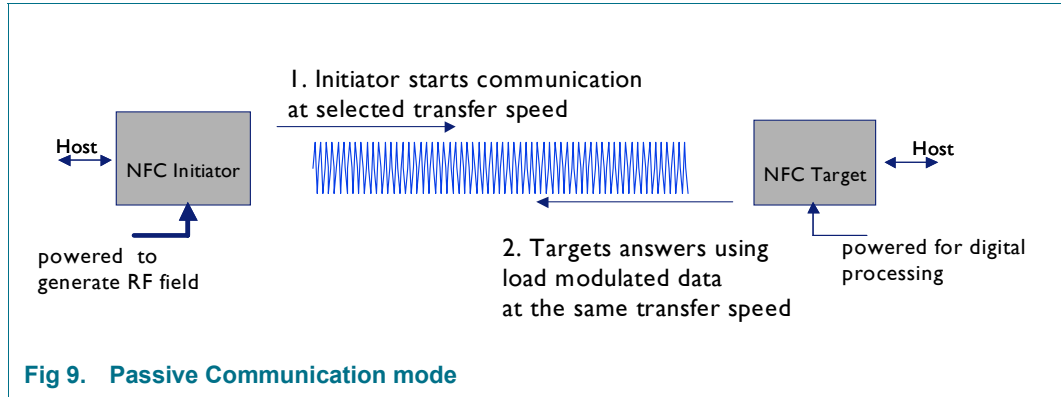 1. Initiator starts communication
at selected transfer speed
Host
NFC Initiator
Host
NFC Target
powered to
generate RF field
2. Targets answers using
load modulated data
at the same transfer speed
powered for digital
processing
Fig 9. Passive Communication mode